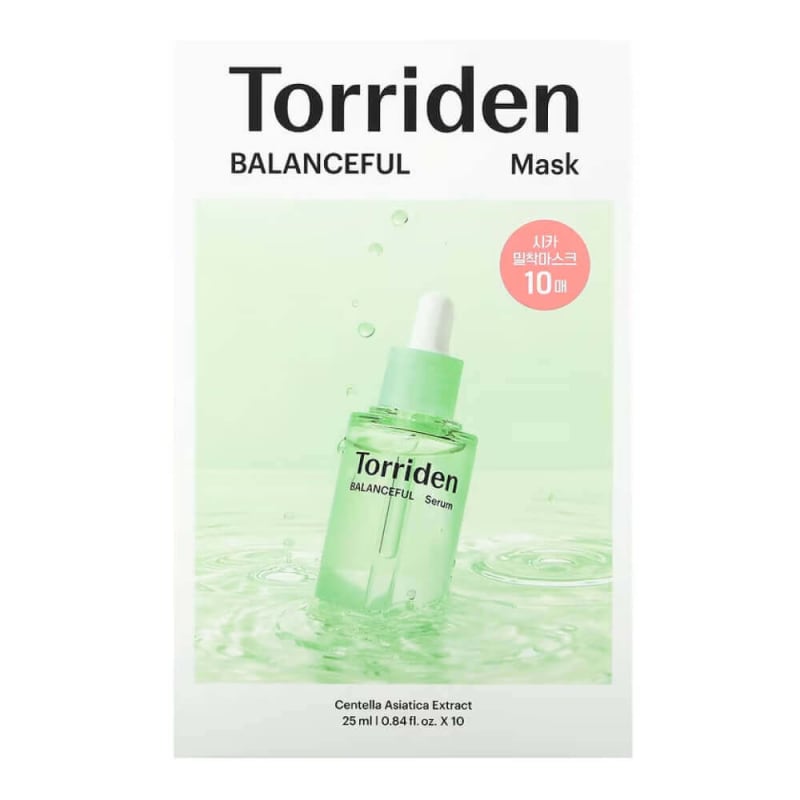 Torriden
BALANCEFUL Mask
시카
밀착마스크
10매
Torriden
BALANCEFUL Serum
Centella Asiatica Extract
25 ml | 0.84 fl. oz. X 10